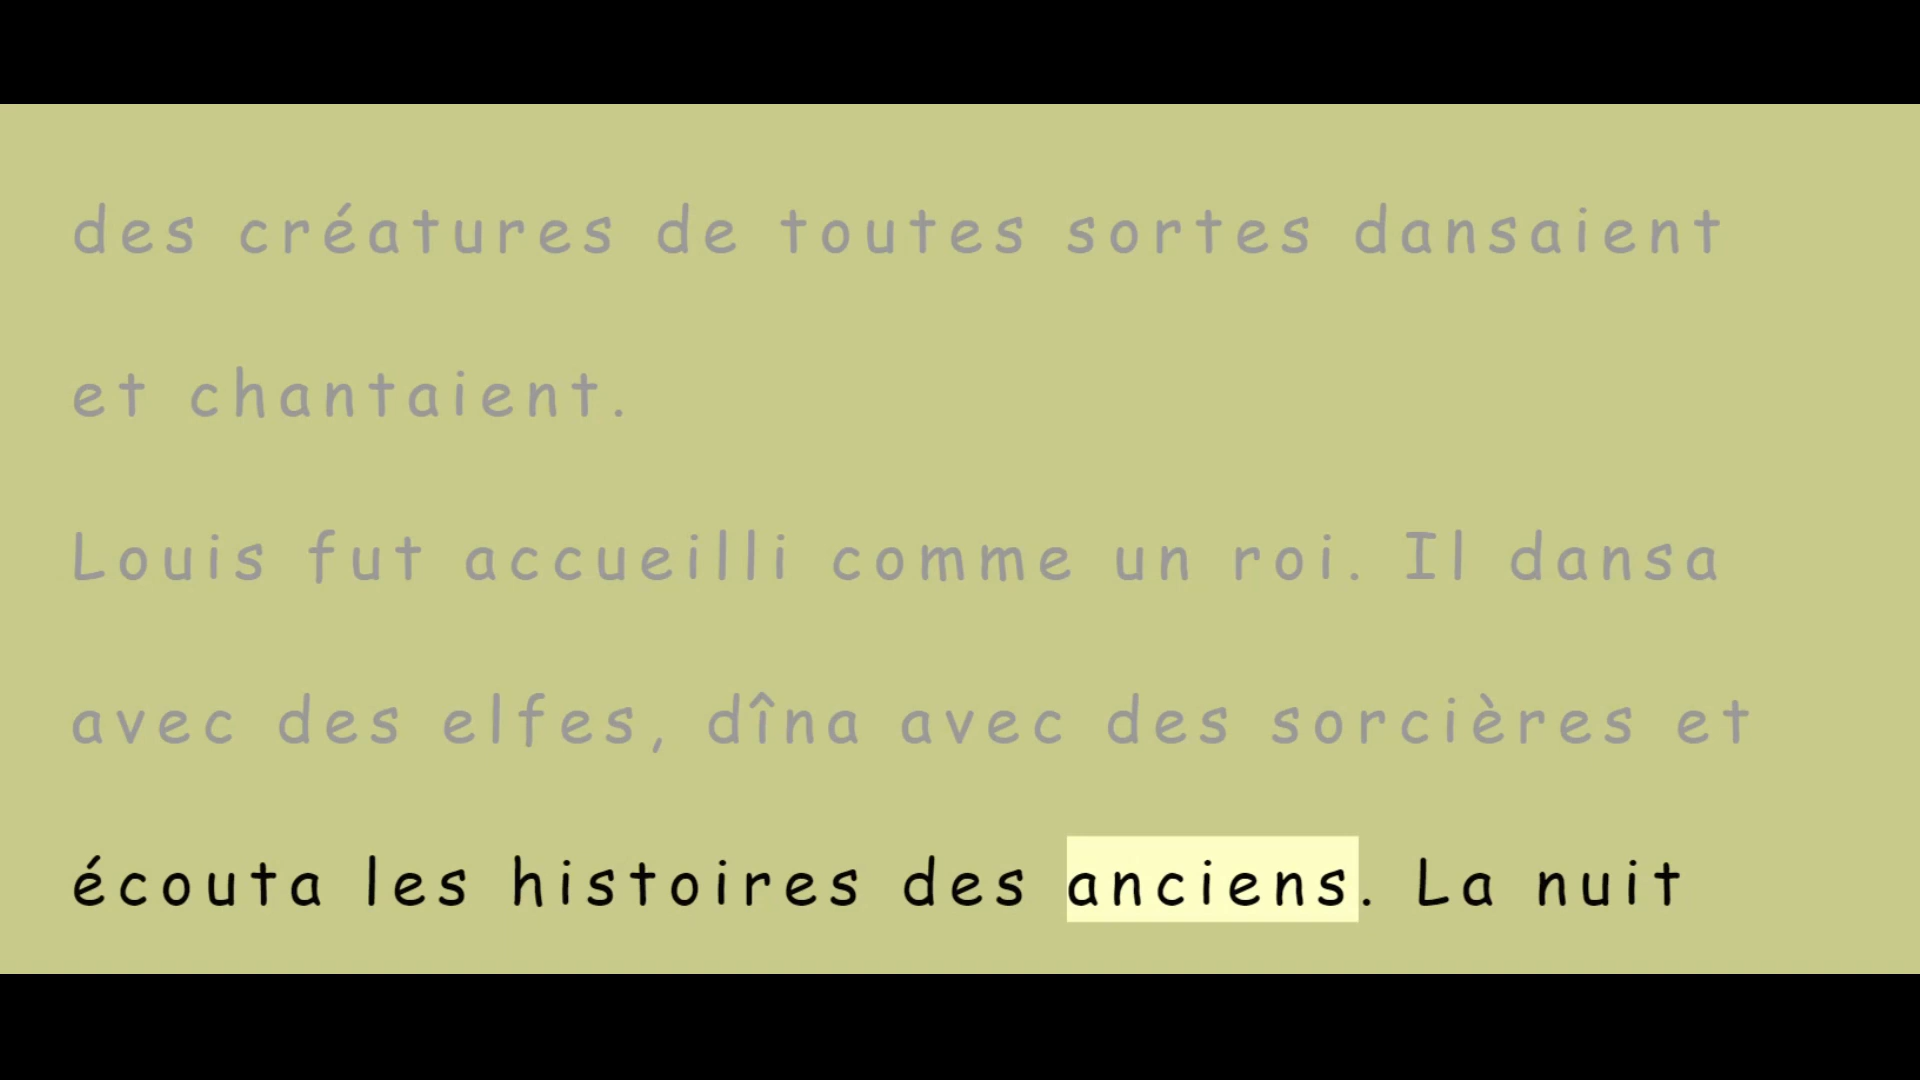 des créatures de toutes sortes dansaient
et chantaient.
Louis fut accueilli comme un roi. Il dansa
avec des elfes, dîna avec des sorcières et
écouta les histoires des anciens. La nuit